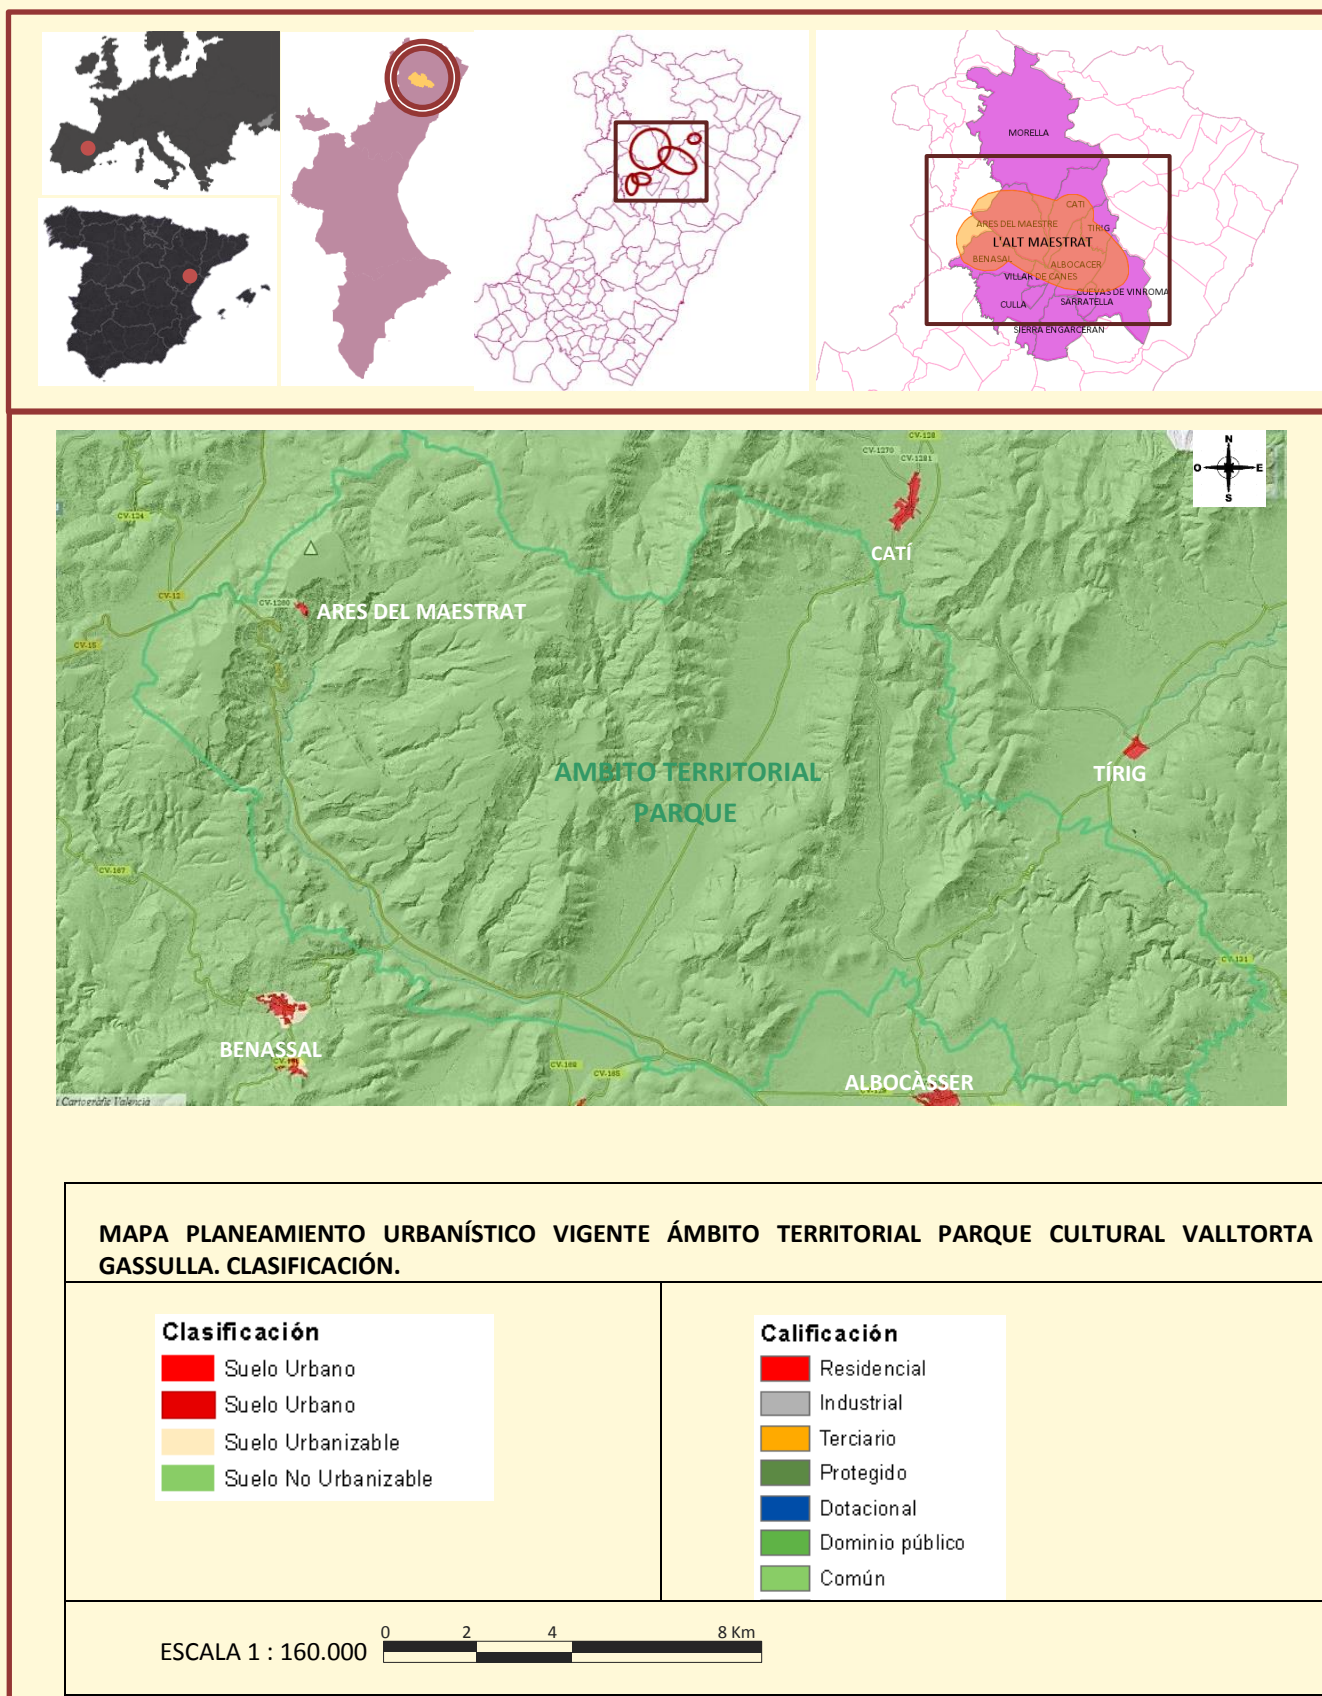 MORELLA
CATI
ARES DEL MAESTRE
TIRIG
L'ALT MAESTRAT
BENASAL
ALBOCACER
VILLAR DE CANES
CUEVAS DE VINROMA
CULLA
SARRATELLA
SIERRA ENGARCERAN
N
O
E
S
CV-128
CV-1270
CV-1281
CV-124
CATÍ
CV-12
CV-1260
ARES DEL MAESTRAT
CV-15
AMBITO TERRITORIAL
PARQUE
TÍRIG
CV-167
CV-131
BENASSAL
CV-166
CV-165
ALBOCÀSSER
t Cartogràfic Valencià
MAPA PLANEAMIENTO URBANÍSTICO VIGENTE ÁMBITO TERRITORIAL PARQUE CULTURAL VALLTORTA
GASSULLA. CLASIFICACIÓN.
Clasificación
Suelo Urbano
Suelo Urbano
Suelo Urbanizable
Suelo No Urbanizable
Calificación
Residencial
Industrial
Terciario
Protegido
Dotacional
Dominio público
Común
ESCALA 1 : 160.000
0 2 4 8 Km